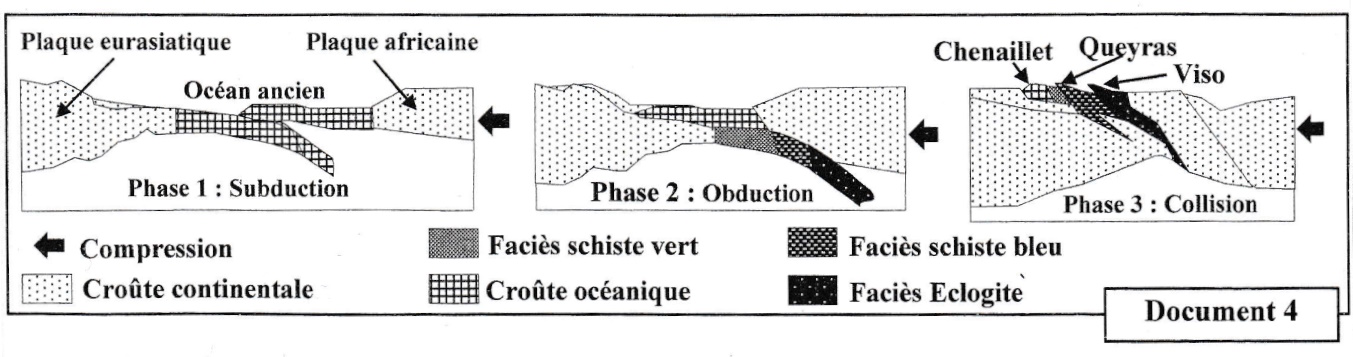 Plaque eurasiatique
Plaque africaine
Océan ancien
Phase 1 : Subduction
Phase 2 : Obduction
Chenaillet
Queyras
Viso
Phase 3 : Collision
Compression
Faciès schiste vert
Faciès schiste bleu
Croûte continentale
Croûte océanique
Faciès Eclogite
Document 4